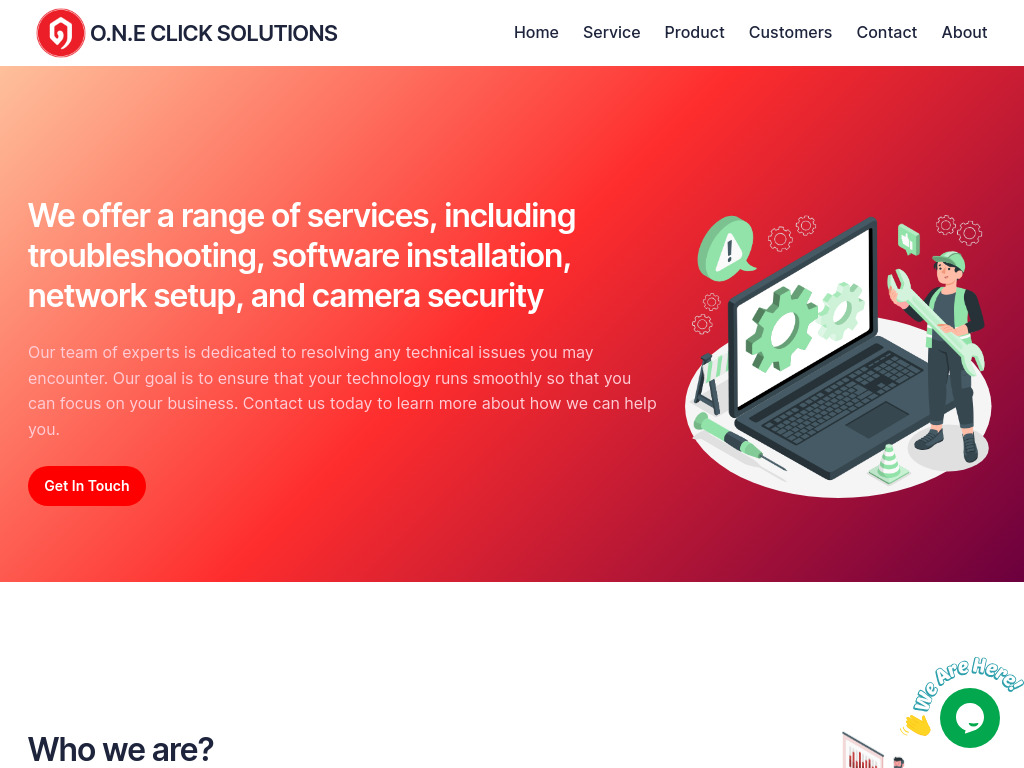 O.N.E CLICK SOLUTIONS
Home Service Product Customers Contact About
We offer a range of services, including
troubleshooting, software installation,
network setup, and camera security
Our team of experts is dedicated to resolving any technical issues you may
encounter. Our goal is to ensure that your technology runs smoothly so that you
can focus on your business. Contact us today to learn more about how we can help
you.
Get In Touch
!
We Are Here!
Who we are?